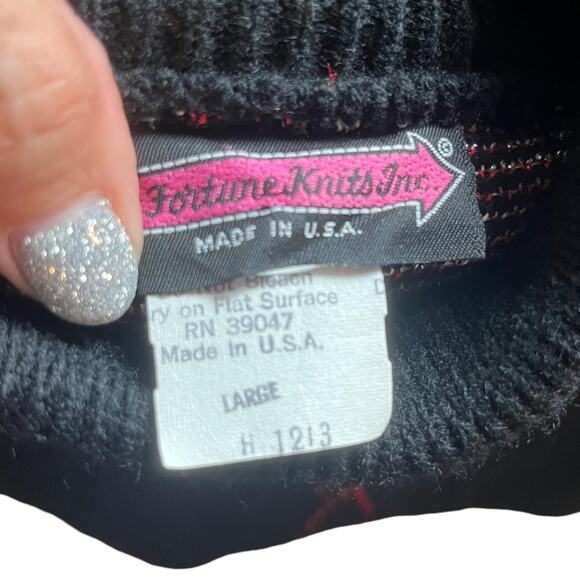 Fortune Knits Inc.
©
MADE IN U.S.A.
Not Bleach
ry on Flat Surface D
RN 39047
Made In U.S.A.
LARGE
H 1213